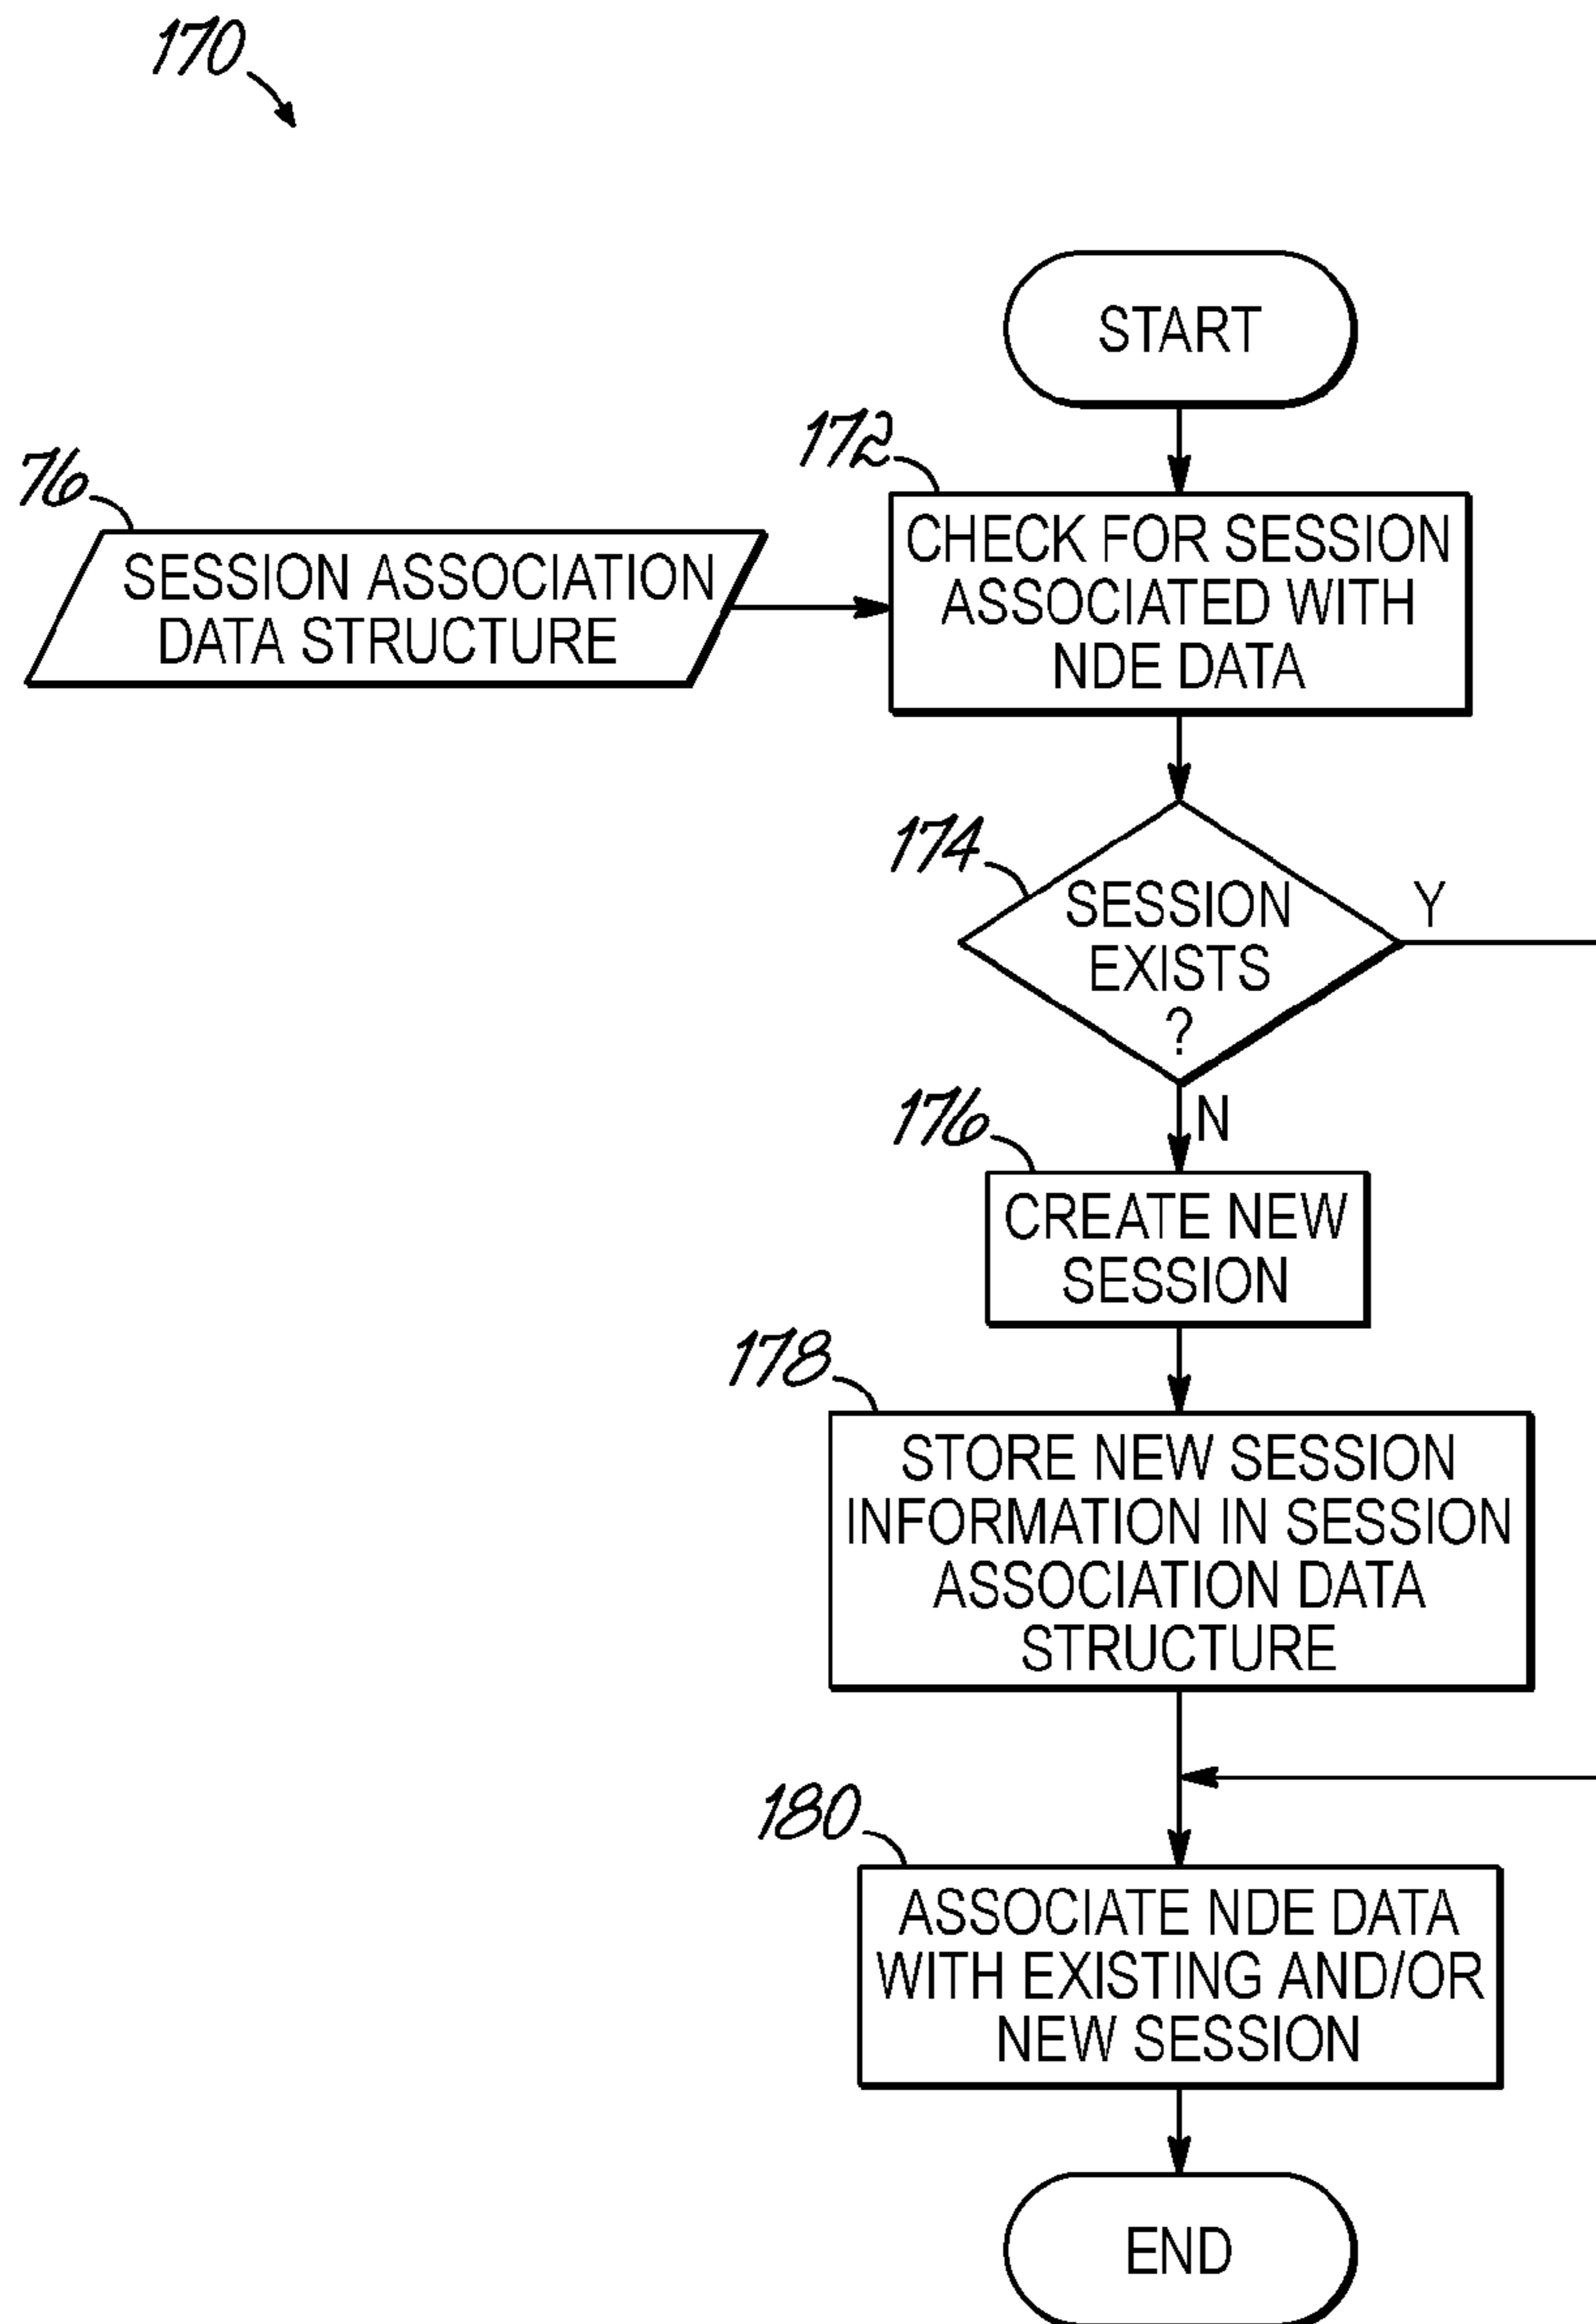 170
START
172
76
CHECK FOR SESSION
ASSOCIATED WITH
NDE DATA
SESSION ASSOCIATION
DATA STRUCTURE
174
SESSION
EXISTS
?
Y
N
176
CREATE NEW
SESSION
178
STORE NEW SESSION
INFORMATION IN SESSION
ASSOCIATION DATA
STRUCTURE
180
ASSOCIATE NDE DATA
WITH EXISTING AND/OR
NEW SESSION
END